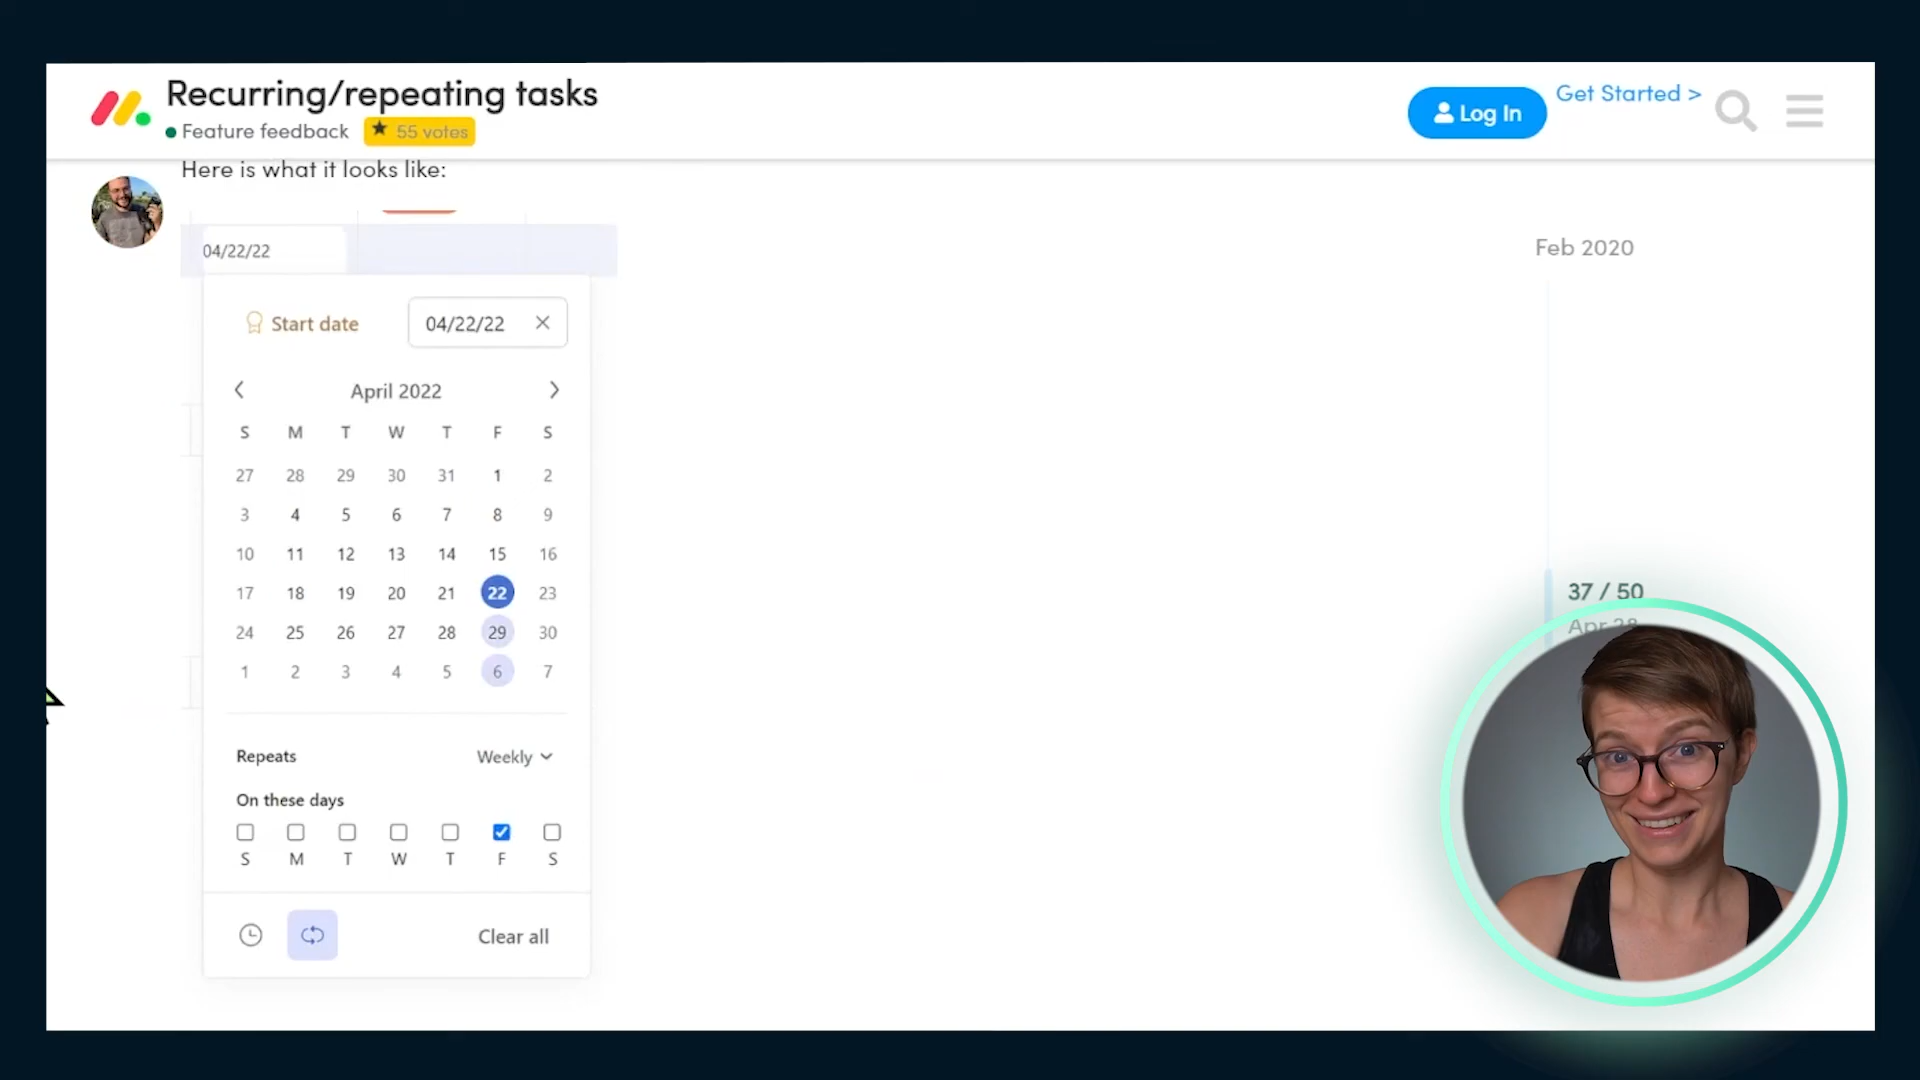 Recurring/repeating tasks
Feature feedback
55 votes
Log In
Get Started >
Here is what it looks like:
04/22/22
Feb 2020
Start date
04/22/22
April 2022
S M T W T F S
27 28 29 30 31 1 2
3 4 5 6 7 8 9
10 11 12 13 14 15 16
17 18 19 20 21 22 23
24 25 26 27 28 29 30
1 2 3 4 5 6 7
37 / 50
Apr 28
Repeats
Weekly
On these days
S M T W T F S
Clear all